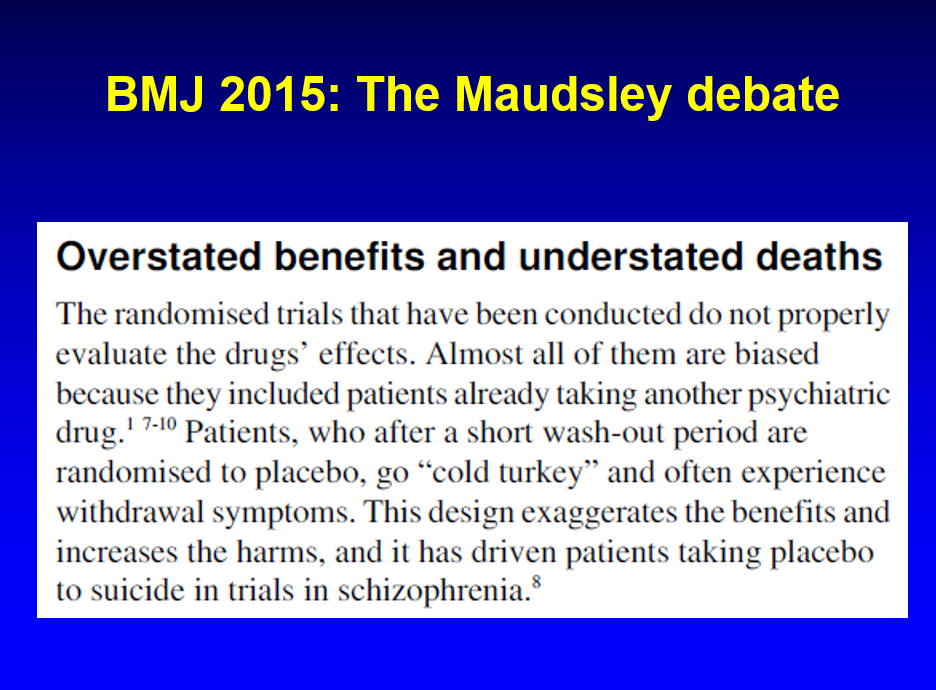 BMJ 2015: The Maudsley debate
Overstated benefits and understated deaths
The randomised trials that have been conducted do not properly
evaluate the drugs’ effects. Almost all of them are biased
because they included patients already taking another psychiatric
drug.¹ ⁷⁻¹⁰ Patients, who after a short wash-out period are
randomised to placebo, go “cold turkey” and often experience
withdrawal symptoms. This design exaggerates the benefits and
increases the harms, and it has driven patients taking placebo
to suicide in trials in schizophrenia.⁸